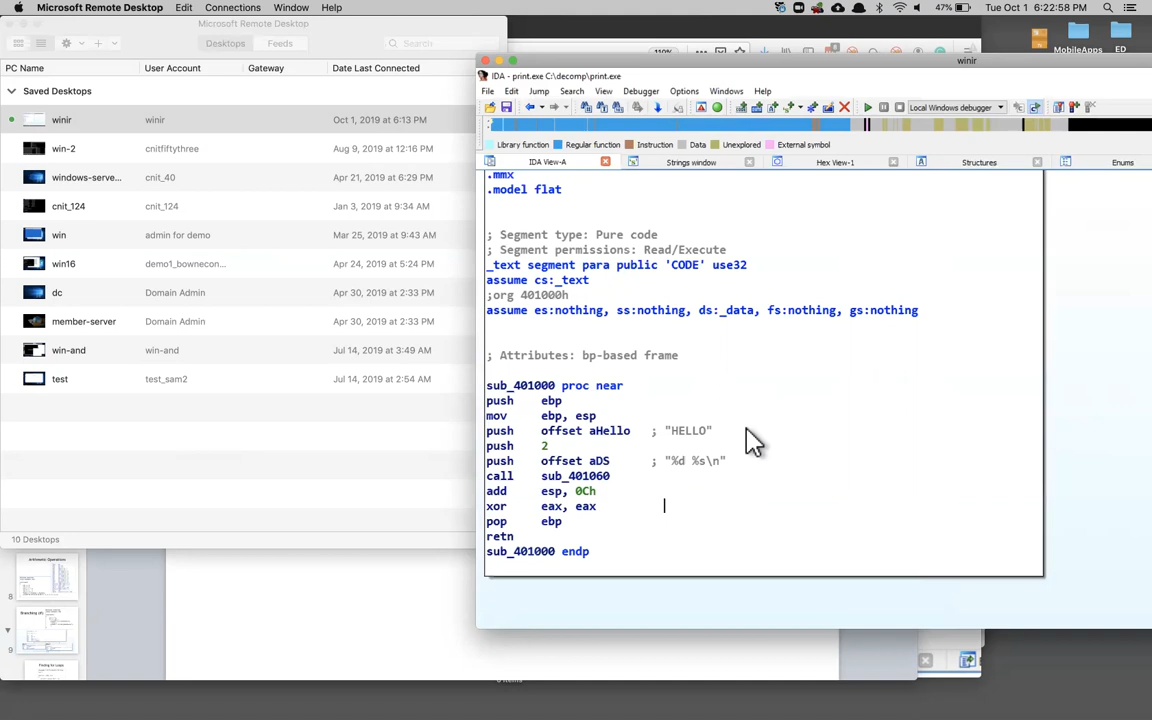 Microsoft Remote Desktop Edit Connections Window Help
47% Tue Oct 1 6:22:58 PM
Microsoft Remote Desktop
Desktops Feeds Search
PC Name User Account Gateway Date Last Connected
Saved Desktops
winir winir Oct 1, 2019 at 6:13 PM
win-2 cnitfiftythree Aug 9, 2019 at 12:16 PM
windows-serve... cnit_40 Apr 21, 2019 at 6:29 PM
cnit_124 cnit_124 Jan 3, 2019 at 9:34 AM
win admin for demo Mar 25, 2019 at 9:43 AM
win16 demo1_bownecon... Apr 24, 2019 at 5:24 PM
dc Domain Admin Apr 30, 2019 at 2:33 PM
member-server Domain Admin Apr 30, 2019 at 2:33 PM
win-and win-and Jul 14, 2019 at 3:49 AM
test test_sam2 Jul 14, 2019 at 2:54 AM
10 Desktops
8
Arithmetic Operations
9
MobileApps
ED
winir
IDA - print.exe C:\decomp\print.exe
File Edit Jump Search View Debugger Options Windows Help
Local Windows debugger
Library function Regular function Instruction Data Unexplored External symbol
IDA View-A Strings window Hex View-1 Structures Enums
.mmx
.model flat
; Segment type: Pure code
; Segment permissions: Read/Execute
_text segment para public 'CODE' use32
assume cs:_text
;org 401000h
assume es:nothing, ss:nothing, ds:_data, fs:nothing, gs:nothing
; Attributes: bp-based frame
sub_401000 proc near
push ebp
mov ebp, esp
push offset aHello ; "HELLO"
push 2
push offset aDS ; "%d %s\n"
call sub_401060
add esp, 0Ch
xor eax, eax
pop ebp
retn
sub_401000 endp